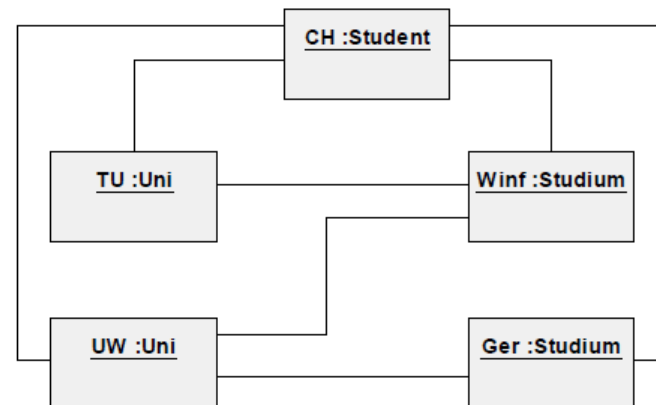 CH :Student
TU :Uni
Winf :Studium
UW :Uni
Ger :Studium